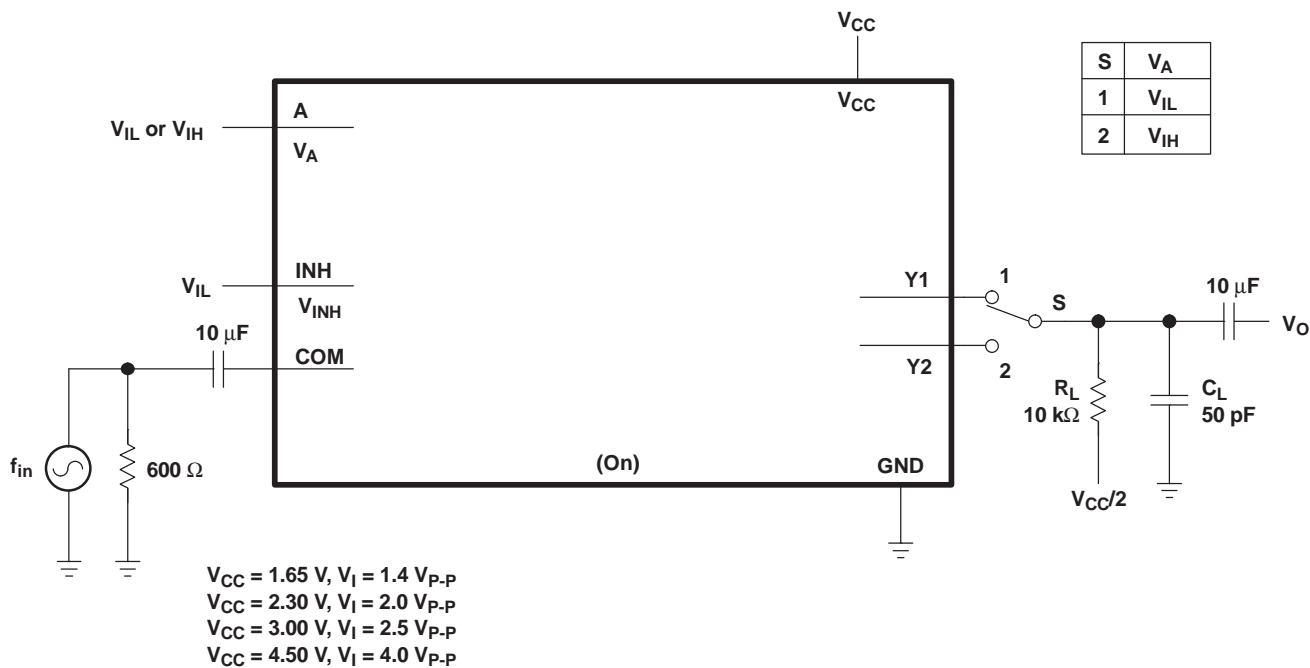 VCC
S VA
1 VIL
2 VIH
A
VCC
VIL or VIH
VA
INH
VIL
VINH
Y1
1
S
10 μF
VO
10 μF
COM
Y2
2
RL
10 kΩ
CL
50 pF
fin
600 Ω
(On)
GND
VCC/2
VCC = 1.65 V, VI = 1.4 VP-P
VCC = 2.30 V, VI = 2.0 VP-P
VCC = 3.00 V, VI = 2.5 VP-P
VCC = 4.50 V, VI = 4.0 VP-P